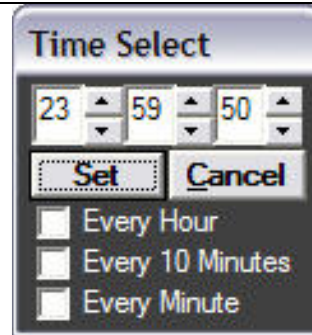 Time Select
23 59 50
Set Cancel
Every Hour
Every 10 Minutes
Every Minute